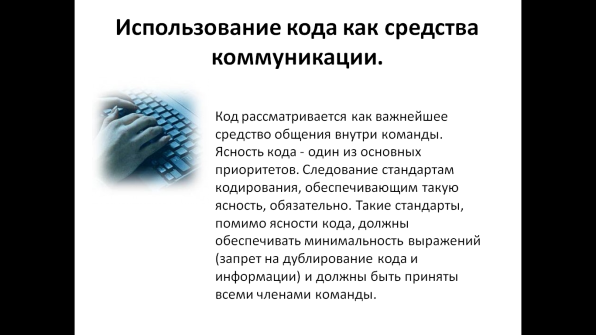 Использование кода как средства
коммуникации.
Код рассматривается как важнейшее
средство общения внутри команды.
Ясность кода - один из основных
приоритетов. Следование стандартам
кодирования, обеспечивающим такую
ясность, обязательно. Такие стандарты,
помимо ясности кода, должны
обеспечивать минимальность выражений
(запрет на дублирование кода и
информации) и должны быть приняты
всеми членами команды.